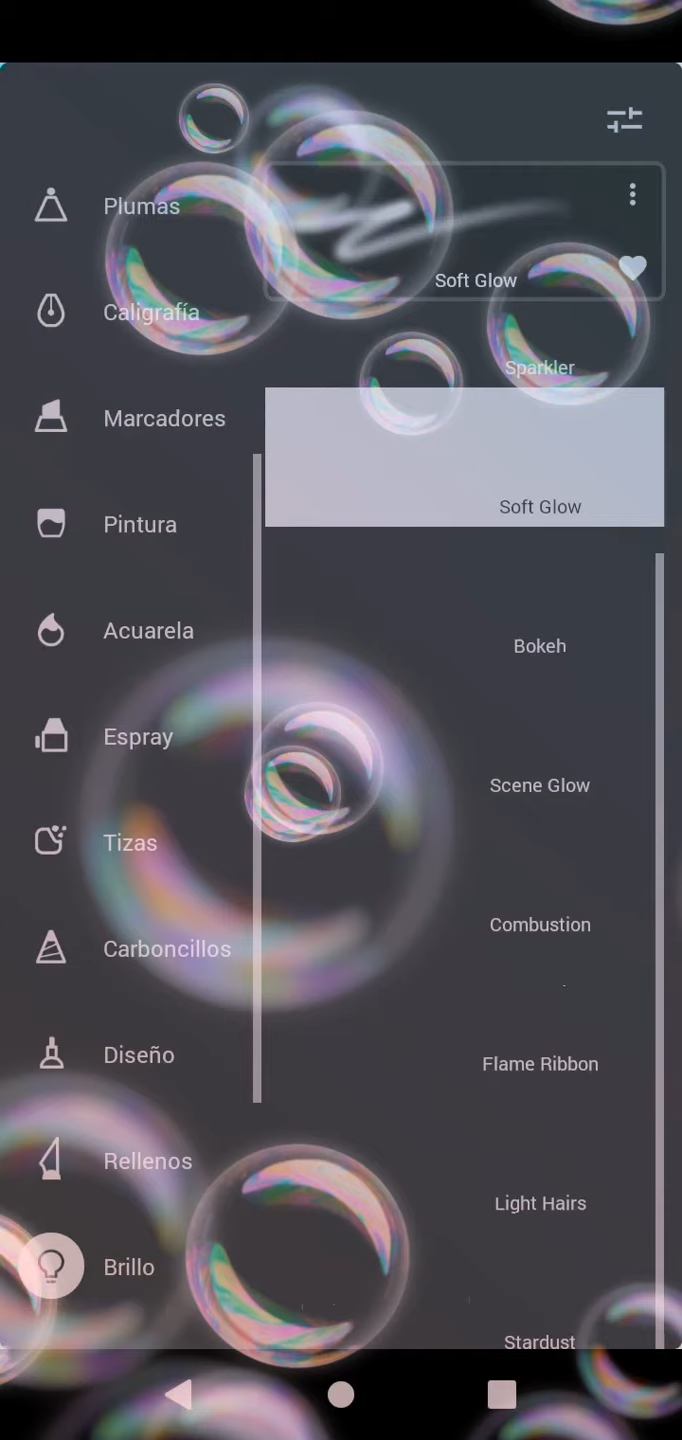 Plumas
Caligrafía
Marcadores
Pintura
Acuarela
Espray
Tizas
Carboncillos
Diseño
Rellenos
Brillo
Soft Glow
Sparkler
Soft Glow
Bokeh
Scene Glow
Combustion
Flame Ribbon
Light Hairs
Stardust